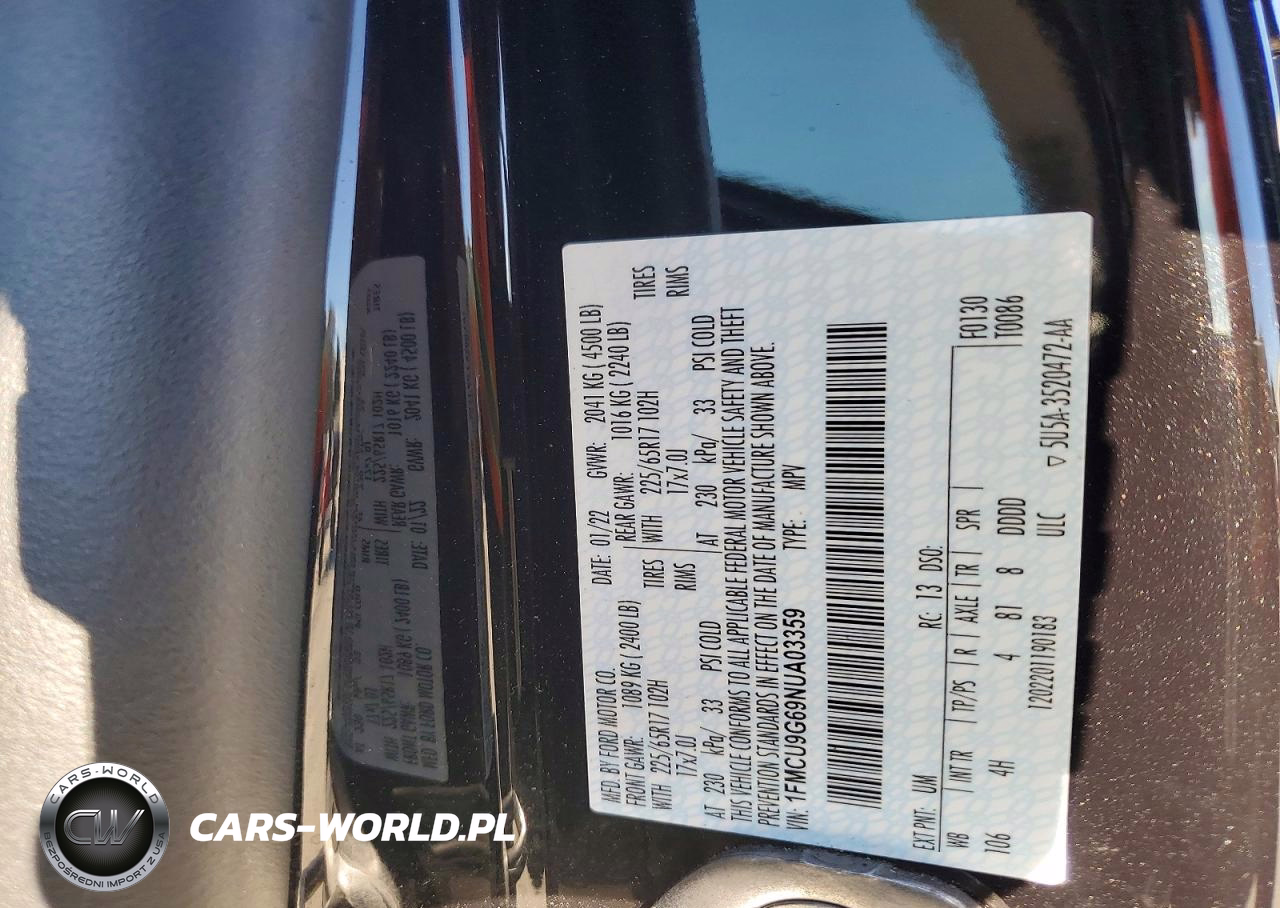 MFD. BY FORD MOTOR CO.
DATE: 01/22 GVWR: 2041 KG ( 4500 LB)
FRONT GAWR: 1089 KG ( 2400 LB) REAR GAWR: 1016 KG ( 2240 LB)
WITH 225/65R17 102H TIRES WITH 225/65R17 102H TIRES
17x7.0J RIMS 17x7.0J RIMS
AT 230 kPa/ 33 PSI COLD AT 230 kPa/ 33 PSI COLD
THIS VEHICLE CONFORMS TO ALL APPLICABLE FEDERAL MOTOR VEHICLE SAFETY AND THEFT
PREVENTION STANDARDS IN EFFECT ON THE DATE OF MANUFACTURE SHOWN ABOVE.
VIN: 1FMCU9G69NUA03359 TYPE: MPV
EXT PNT: UM RC: 13 DSO:
WB INT TR TP/PS R AXLE TR SPR F0130
106 4H 4 81 8 DDDD T0086
ULC
12022011901B3 ▽ 5U5A-3520472-AA
CARS-WORLD
CW
BEZPOŚREDNI IMPORT Z USA
CARS-WORLD.PL